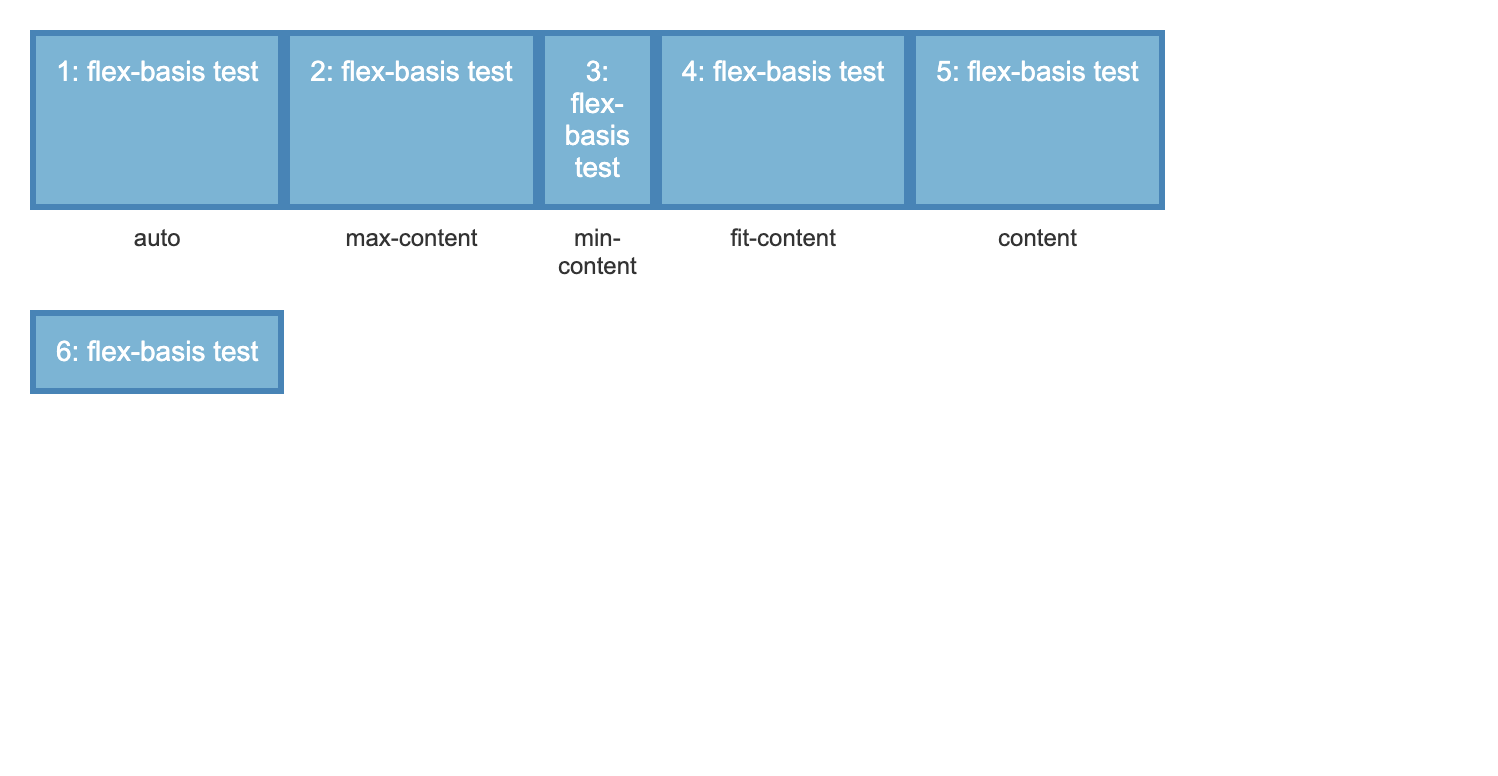 1: flex-basis test
2: flex-basis test
3:
flex-
basis
test
4: flex-basis test
5: flex-basis test
auto
max-content
min-
content
fit-content
content
6: flex-basis test